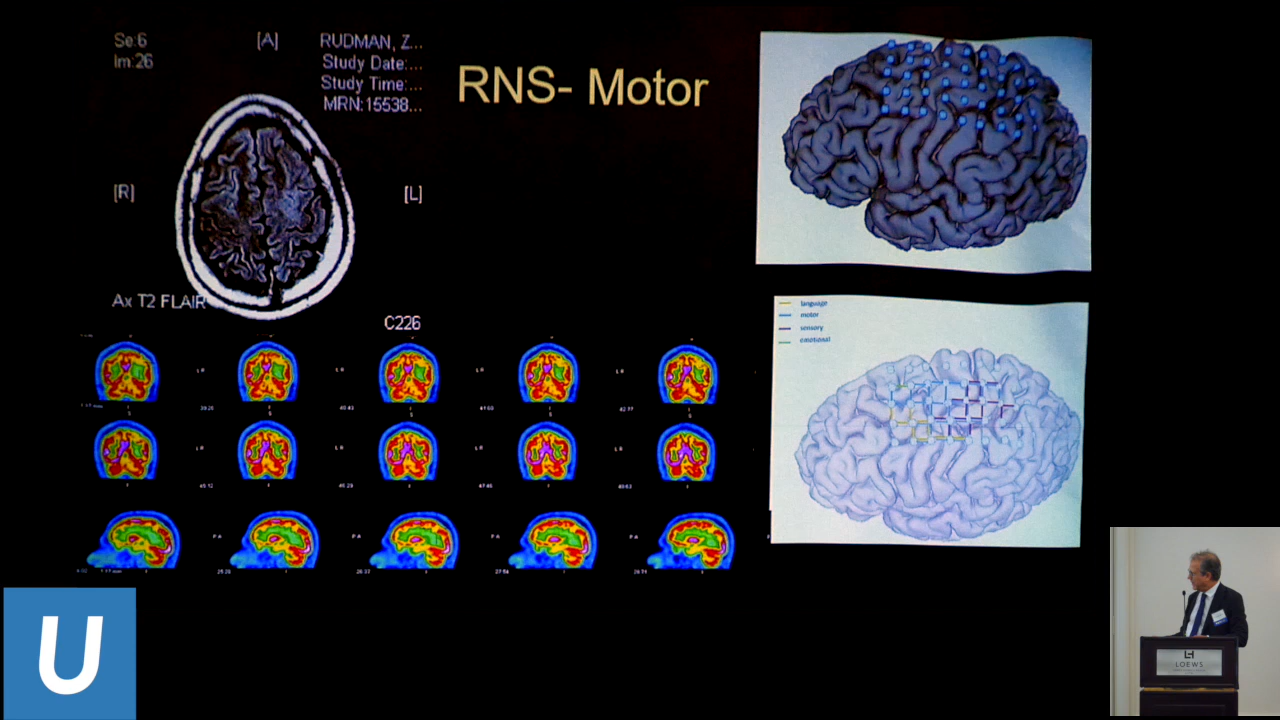 Se:6
Im:26
[A]
RUDMAN, Z...
Study Date:...
Study Time:...
MRN:15538...
RNS- Motor
[R]
[L]
Ax T2 FLAIR
C226
language
motor
sensory
emotional
L R
L R
L R
L R
L R
L R
L R
L R
P A
P A
P A
P A
U
LH
LOEWS